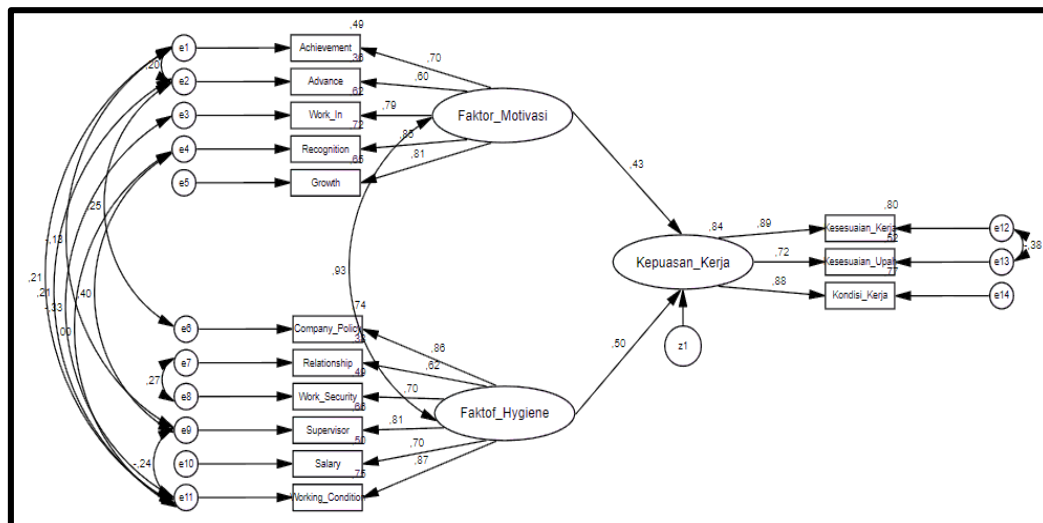 ,49
e1 Achievement ,70
,20 ,36
e2 Advance ,60
,62
e3 Work_In ,79 Faktor_Motivasi
,72
e4 Recognition ,85
,65
e5 Growth ,81
,43
,25
,80
,84 ,89 Kesesuaian_Kerja e12
-,13 ,52 ,38
Kepuasan_Kerja ,72 Kesesuaian_Upah e13
,93 ,77
,21 ,88 Kondisi_Kerja e14
,21 ,40
-,33 ,74
,00 e6 Company_Policy
z1
,86 ,50
e7 Relationship ,62
,27 ,49
e8 Work_Security ,70
,66 Faktof_Hygiene
e9 Supervisor ,81
,50
e10 Salary ,70
-,24 ,75 ,87
e11 Working_Condition